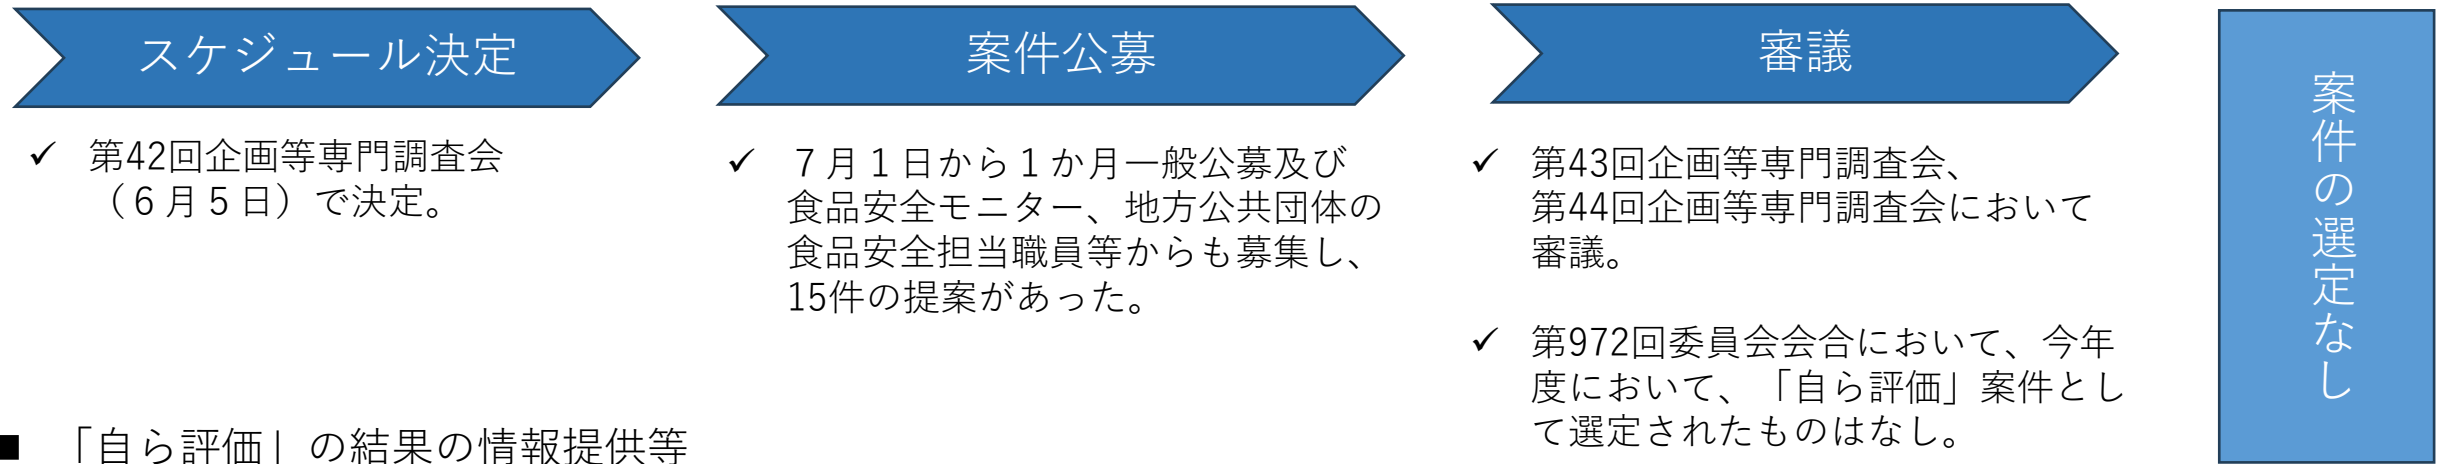 スケジュール決定
✓ 第42回企画等専門調査会
（６月５日）で決定。
案件公募
✓ ７月１日から１か月一般公募及び
食品安全モニター、地方公共団体の
食品安全担当職員等からも募集し、
15件の提案があった。
審議
✓ 第43回企画等専門調査会、
第44回企画等専門調査会において
審議。
✓ 第972回委員会会合において、今年
度において、「自ら評価」案件とし
て選定されたものはなし。
案件の選定なし
■ 「自ら評価」の結果の情報提供等